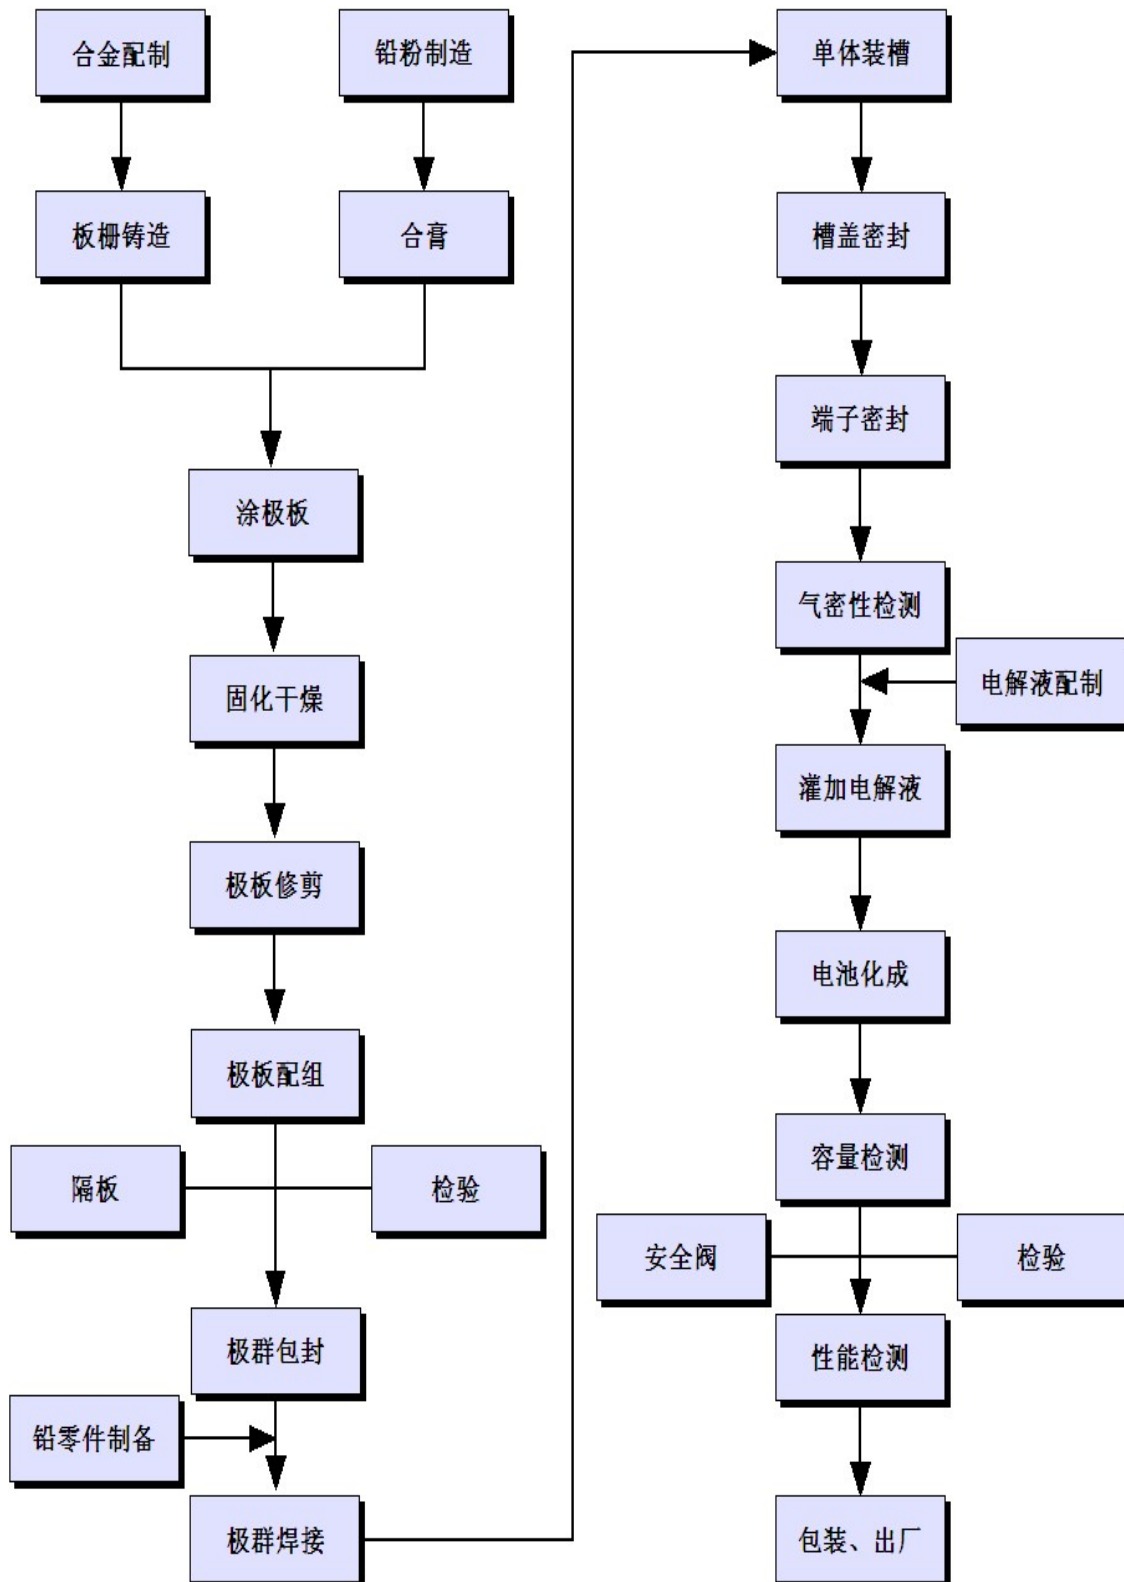 合金配制
铅粉制造
板栅铸造
合膏
涂极板
固化干燥
极板修剪
极板配组
隔板
检验
极群包封
铅零件制备
极群焊接
单体装槽
槽盖密封
端子密封
气密性检测
电解液配制
灌加电解液
电池化成
容量检测
安全阀
检验
性能检测
包装、出厂